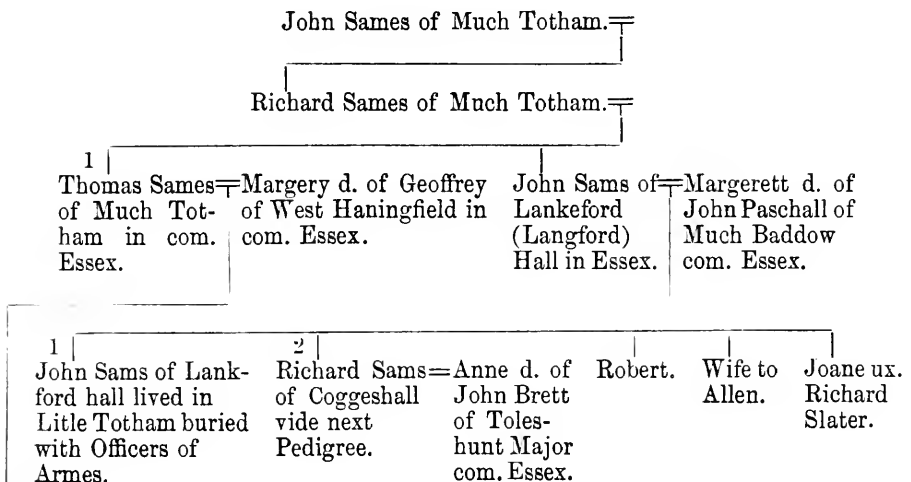 John Sames of Much Totham.
Richard Sames of Much Totham.
1
Thomas Sames
of Much Tot-
ham in com.
Essex.
Margery d. of Geoffrey
of West Haningfield in
com. Essex.
John Sams of
Lankeford
(Langford)
Hall in Essex.
Margerett d. of
John Paschall of
Much Baddow
com. Essex.
1
John Sams of Lank-
ford hall lived in
Litle Totham buried
with Officers of
Armes.
2
Richard Sams=
of Coggeshall
vide next
Pedigree.
Anne d. of
John Brett
of Toles-
hunt Major
com. Essex.
Robert.
Wife to
Allen.
Joane ux.
Richard
Slater.